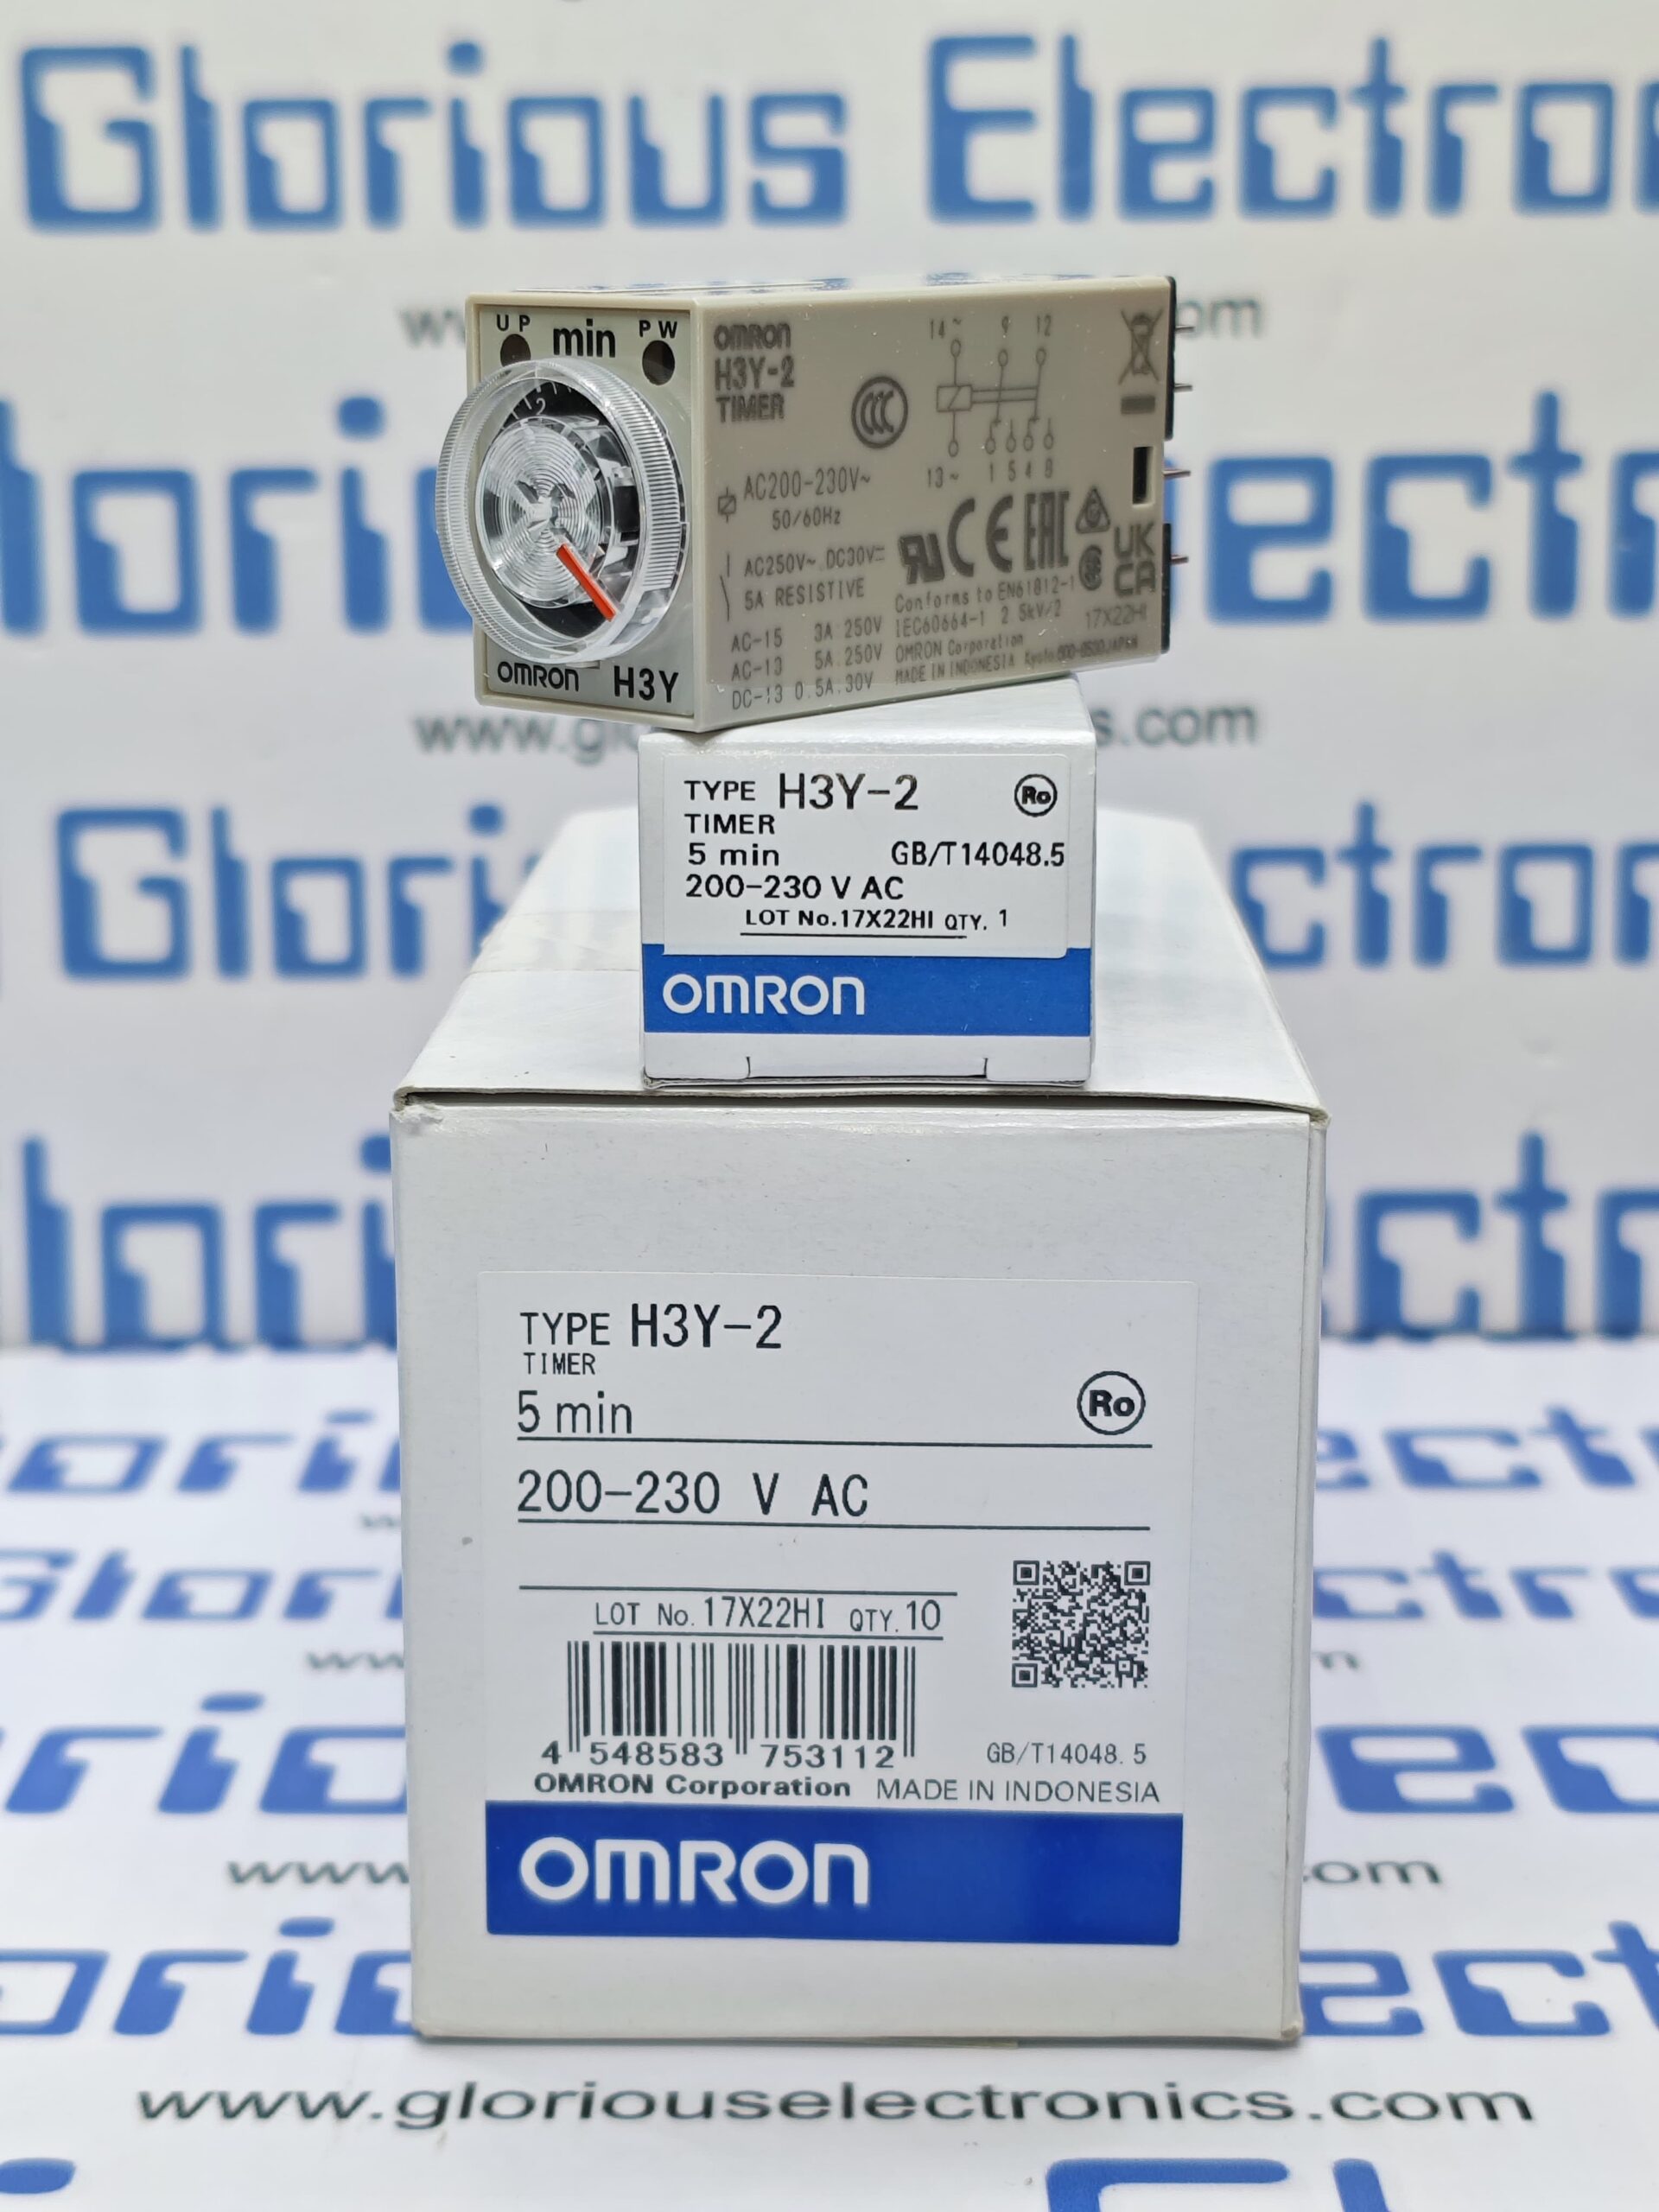 Glorious Electro
UP min PW
OMRON H3Y
OMRON
H3Y-2
TIMER
14~ 9 12
13~ 1 5 4 8
AC200-230V~
50/60Hz
AC250V~.DC30V
5A RESISTIVE
AC-15 3A 250V
AC-13 5A.250V
DC-13 0.5A.30V
CE EAC
UK
CA
Conforms to EN61812-1
IEC60664-1 2.5kV/2 17X22HI
OMRON Corporation
MADE IN INDONESIA
TYPE H3Y-2 Ro
TIMER
5 min GB/T14048.5
200-230 V AC
LOT No.17X22HI QTY. 1
OMRON
TYPE H3Y-2
TIMER
5 min Ro
200-230 V AC
LOT No. 17X22HI QTY. 10
4 548583 753112
GB/T14048.5
OMRON Corporation MADE IN INDONESIA
OMRON
www.gloriouselectronics.com